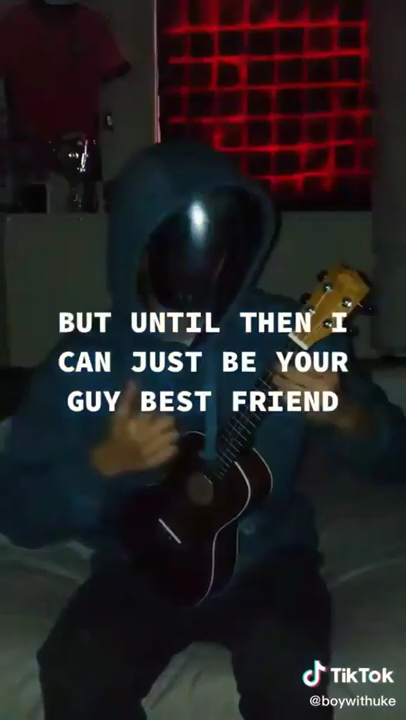 BUT UNTIL THEN I
CAN JUST BE YOUR
GUY BEST FRIEND
TikTok
@boywithuke